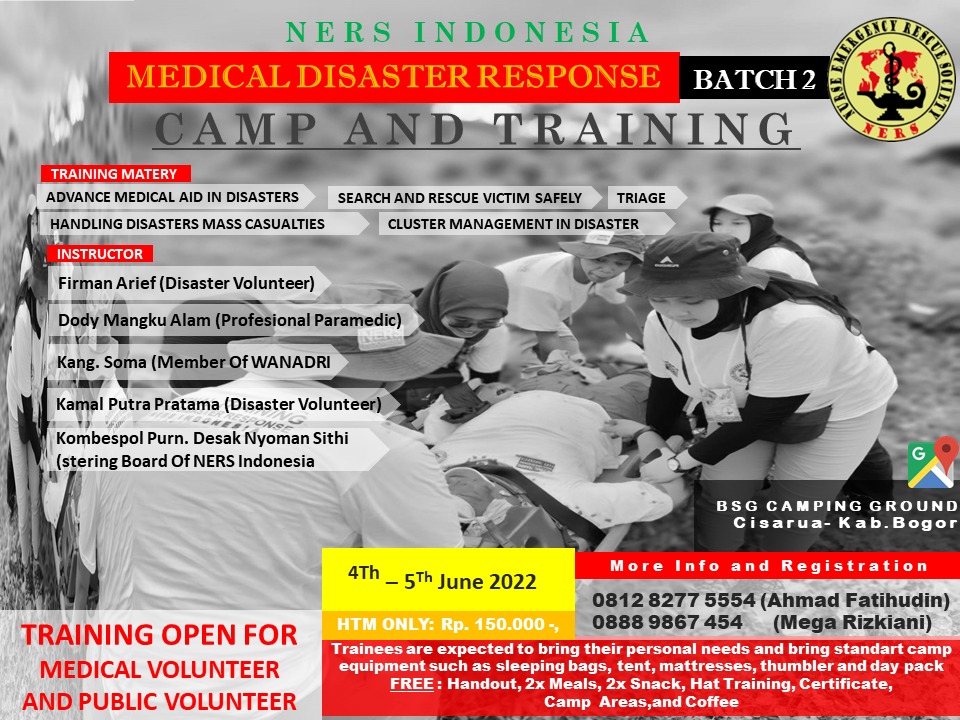 NERS INDONESIA
MEDICAL DISASTER RESPONSE
BATCH 2
NURSE EMERGENCY RESCUE SOCIETY
NERS
CAMP AND TRAINING
TRAINING MATERY
ADVANCE MEDICAL AID IN DISASTERS
SEARCH AND RESCUE VICTIM SAFELY
TRIAGE
HANDLING DISASTERS MASS CASUALTIES
CLUSTER MANAGEMENT IN DISASTER
INSTRUCTOR
Firman Arief (Disaster Volunteer)
Dody Mangku Alam (Profesional Paramedic)
NERS
Kang. Soma (Member Of WANADRI
Kamal Putra Pratama (Disaster Volunteer)
Kombespol Purn. Desak Nyoman Sithi
(stering Board Of NERS Indonesia
G
BSG CAMPING GROUND
Cisarua- Kab.Bogor
4Th – 5Th June 2022
HTM ONLY: Rp. 150.000 -,
More Info and Registration
0812 8277 5554 (Ahmad Fatihudin)
0888 9867 454 (Mega Rizkiani)
TRAINING OPEN FOR
MEDICAL VOLUNTEER
AND PUBLIC VOLUNTEER
Trainees are expected to bring their personal needs and bring standart camp
equipment such as sleeping bags, tent, mattresses, thumbler and day pack
FREE : Handout, 2x Meals, 2x Snack, Hat Training, Certificate,
Camp Areas,and Coffee